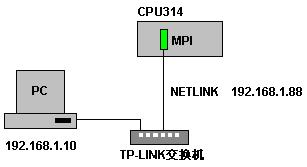 CPU314
MPI
PC
NETLINK 192.168.1.88
192.168.1.10
TP-LINK交换机